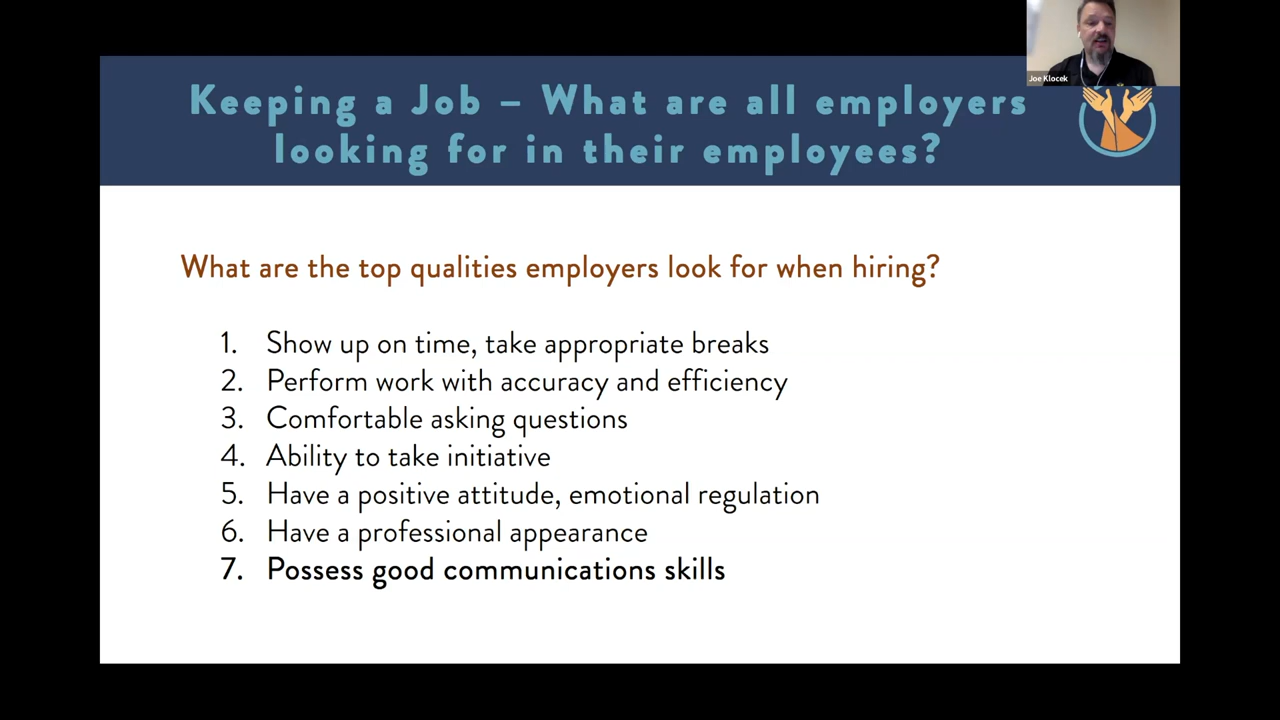 Joe Klocek
Keeping a Job – What are all employers
looking for in their employees?
What are the top qualities employers look for when hiring?
1. Show up on time, take appropriate breaks
2. Perform work with accuracy and efficiency
3. Comfortable asking questions
4. Ability to take initiative
5. Have a positive attitude, emotional regulation
6. Have a professional appearance
7. Possess good communications skills